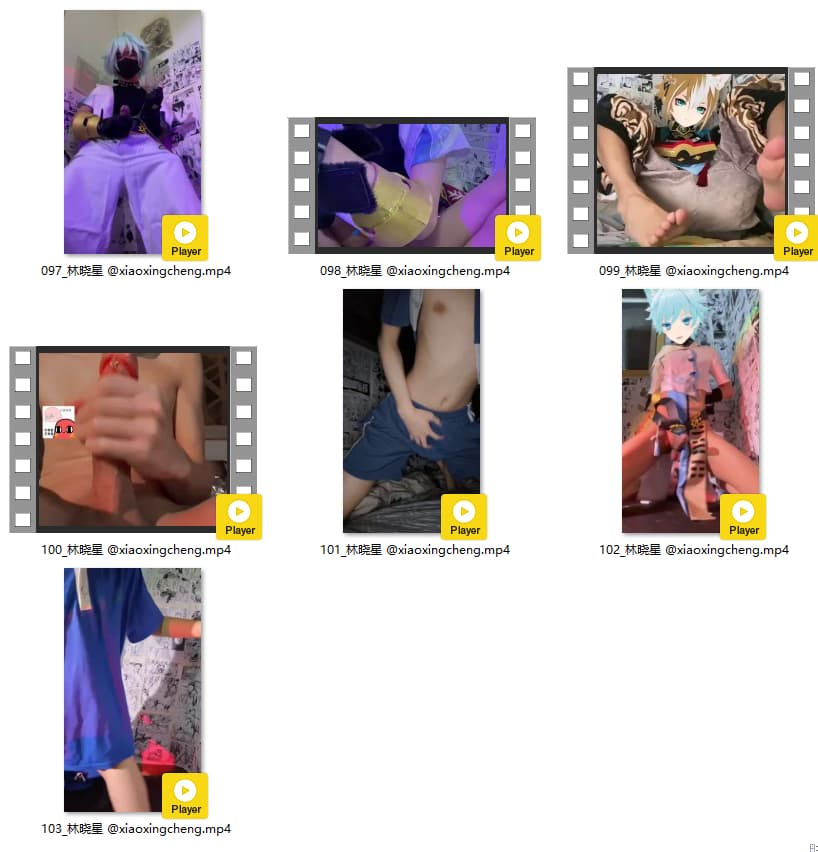 Player
097_林晓星 @xiaoxingcheng.mp4
Player
098_林晓星 @xiaoxingcheng.mp4
Player
099_林晓星 @xiaoxingcheng.mp4
Player
100_林晓星 @xiaoxingcheng.mp4
Player
101_林晓星 @xiaoxingcheng.mp4
Player
102_林晓星 @xiaoxingcheng.mp4
Player
103_林晓星 @xiaoxingcheng.mp4